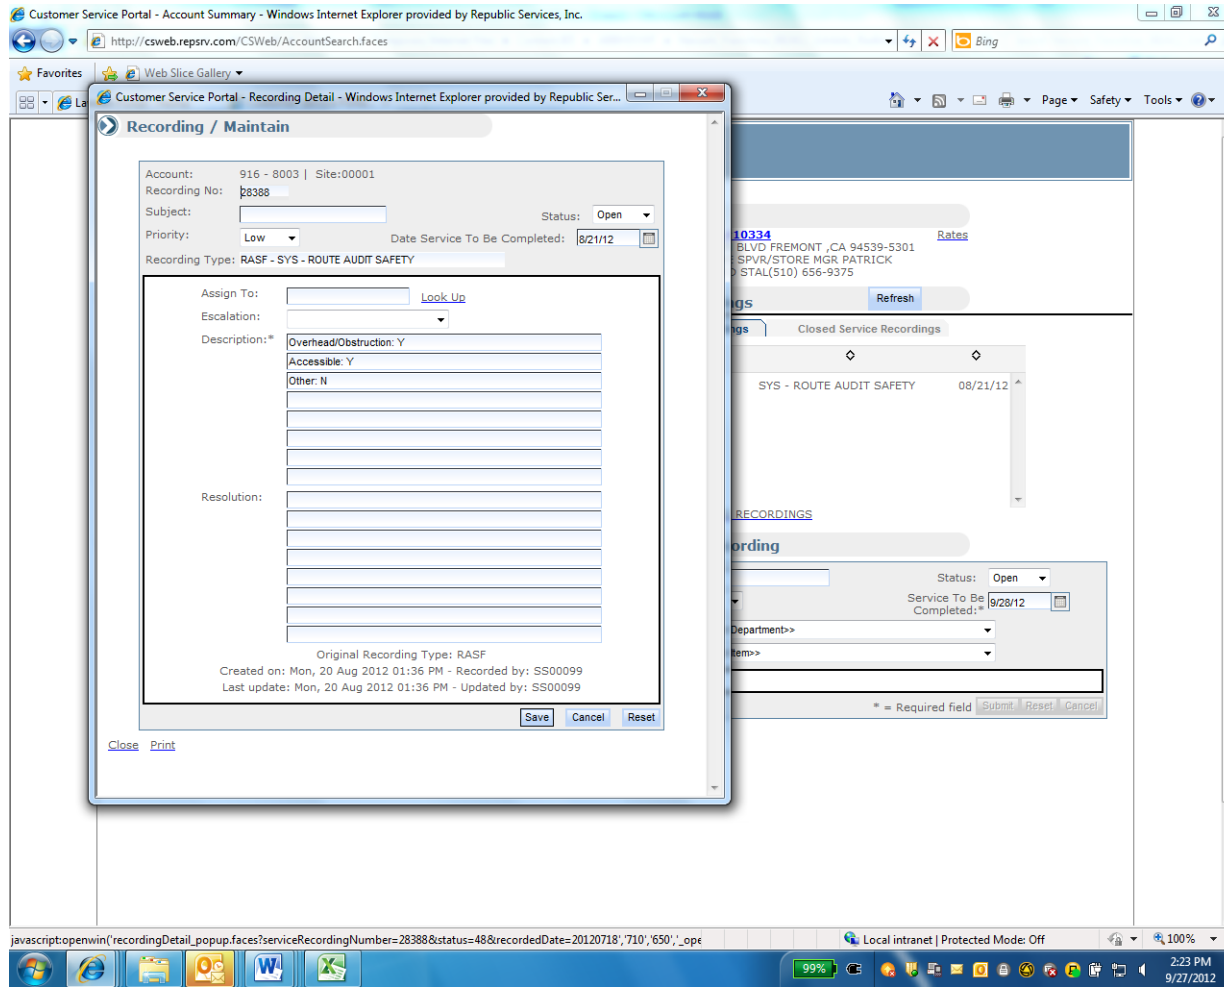 Customer Service Portal - Account Summary - Windows Internet Explorer provided by Republic Services, Inc.
http://csweb.repsrv.com/CSWeb/AccountSearch.faces
Bing
Favorites
Web Slice Gallery
La
Page
Safety
Tools
Customer Service Portal - Recording Detail - Windows Internet Explorer provided by Republic Ser...
Recording / Maintain
Account: 916 - 8003 | Site:00001
Recording No: 28388
Subject:
Status: Open
Priority: Low
Date Service To Be Completed: 8/21/12
Recording Type: RASF - SYS - ROUTE AUDIT SAFETY
Assign To:
Look Up
Escalation:
Description:*
Overhead/Obstruction: Y
Accessible: Y
Other: N
Resolution:
Original Recording Type: RASF
Created on: Mon, 20 Aug 2012 01:36 PM - Recorded by: SS00099
Last update: Mon, 20 Aug 2012 01:36 PM - Updated by: SS00099
Save Cancel Reset
Close Print
10334
Rates
BLVD FREMONT ,CA 94539-5301
SPVR/STORE MGR PATRICK
STAL(510) 656-9375
ngs
Refresh
ngs
Closed Service Recordings
SYS - ROUTE AUDIT SAFETY 08/21/12
RECORDINGS
ording
Status: Open
Service To Be
Completed:* 9/28/12
Department>>
Item>>
* = Required field Submit Reset Cancel
javascript:openwin('recordingDetail_popup.faces?serviceRecordingNumber=28388&status=48&recordedDate=20120718','710','650','_ope
Local intranet | Protected Mode: Off
100%
99%
2:23 PM
9/27/2012